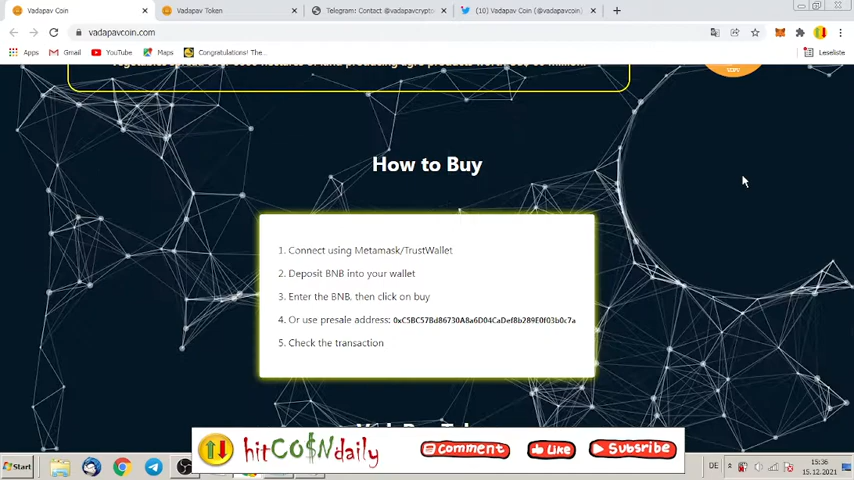 Vadapav Coin
Vadapav Token
Telegram: Contact @vadapavcrypto
(10) Vadapav Coin (@vadapavcoin)
vadapavcoin.com
Apps
Gmail
YouTube
Maps
Congratulations! The...
Leseliste
How to Buy
1. Connect using Metamask/TrustWallet
2. Deposit BNB into your wallet
3. Enter the BNB, then click on buy
4. Or use presale address: 0xC5BC57Bd86730A8a6D04CaDef8b289E0f03b0c7a
5. Check the transaction
hitCO$Ndaily
Comment
Like
Subsribe
Start
DE
15:36
15.12.2021